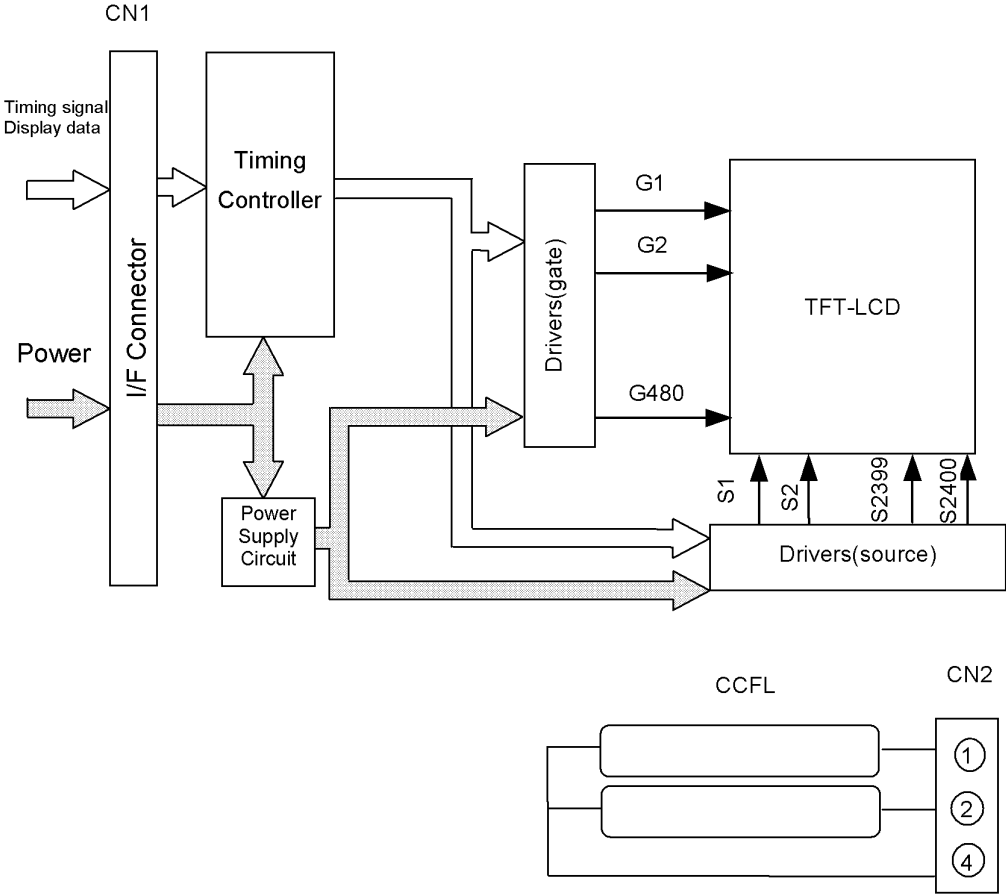 CN1
Timing signal
Display data
Power
I/F Connector
Timing
Controller
Power
Supply
Circuit
Drivers(gate)
G1
G2
G480
TFT-LCD
S1
S2
S2399
S2400
Drivers(source)
CCFL
CN2
1
2
4